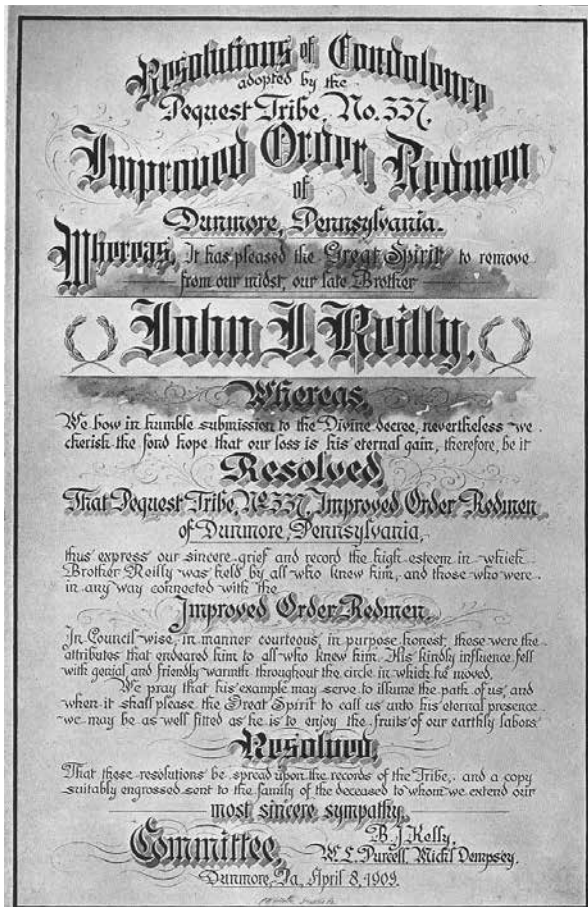 Resolutions of Condolence
adopted by the
Pequest Tribe, No. 337,
Improved Order, Redmen
of
Dunmore, Pennsylvania.
Whereas, It has pleased the Great Spirit to remove
from our midst, our late Brother
John J. Reilly,
Whereas,
We bow in humble submission to the Divine decree, nevertheless we
cherish the fond hope that our loss is his eternal gain, therefore, be it
Resolved,
That Pequest Tribe, No. 337, Improved Order Redmen
of Dunmore, Pennsylvania,
thus express our sincere grief and record the high esteem in which
Brother Reilly was held by all who knew him, and those who were
in any way connected with the
Improved Order Redmen.
In Council wise, in manner courteous, in purpose honest, these were the
attributes that endeared him to all who knew him. His kindly influence fell
with genial and friendly warmth throughout the circle in which he moved.
We pray that his example may serve to illume the path of us, and
when it shall please the Great Spirit to call us unto his eternal presence
we may be as well fitted as he is to enjoy the fruits of our earthly labors.
Resolved,
That these resolutions be spread upon the records of the Tribe, and a copy
suitably engrossed sent to the family of the deceased to whom we extend our
most sincere sympathy.
Committee,
B. J. Kelly,
W. L. Purcell, Mich'l Dempsey.
Dunmore, Pa., April 8, 1909.